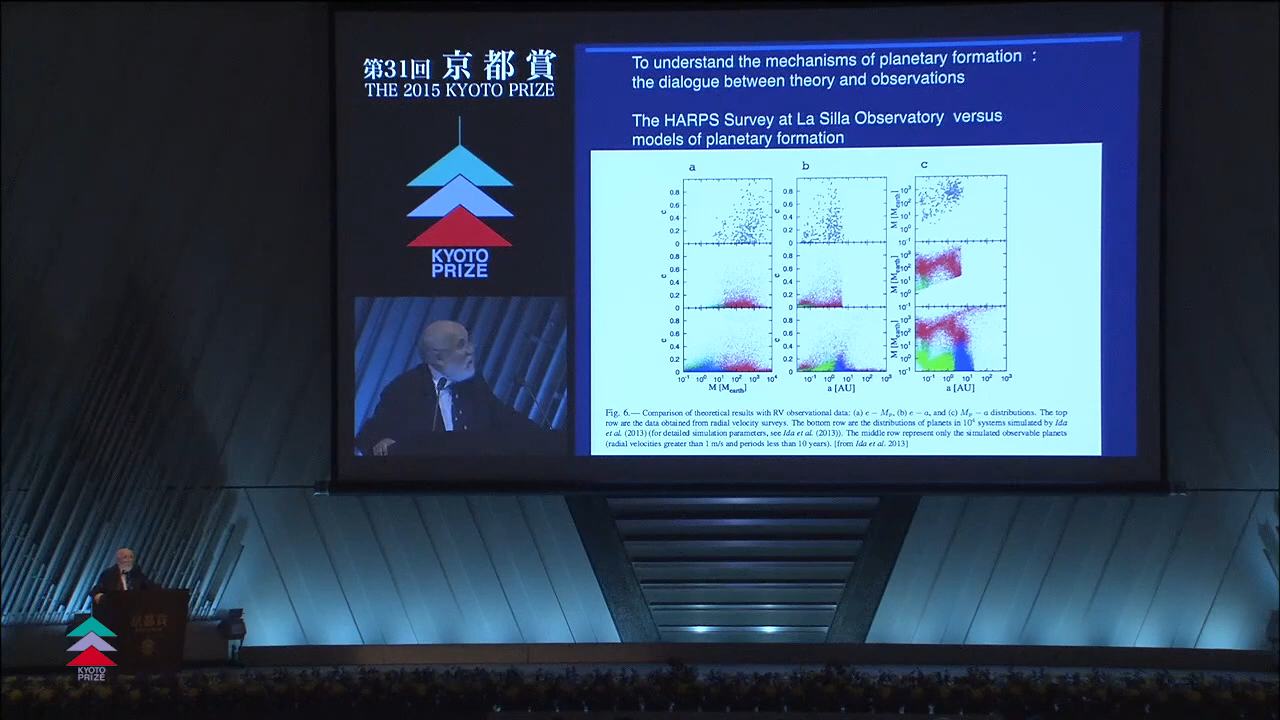 第31回 京都賞
THE 2015 KYOTO PRIZE
KYOTO
PRIZE
To understand the mechanisms of planetary formation :
the dialogue between theory and observations
The HARPS Survey at La Silla Observatory versus
models of planetary formation
a
b
c
M [M_earth]
a [AU]
a [AU]
Fig. 6.— Comparison of theoretical results with RV observational data: (a) e − Mp, (b) e − a, and (c) Mp − a distributions. The top
row are the data obtained from radial velocity surveys. The bottom row are the distributions of planets in 10⁴ systems simulated by Ida
et al. (2013) (for detailed simulation parameters, see Ida et al. (2013)). The middle row represent only the simulated observable planets
(radial velocities greater than 1 m/s and periods less than 10 years). [from Ida et al. 2013]
京都賞
KYOTO
PRIZE